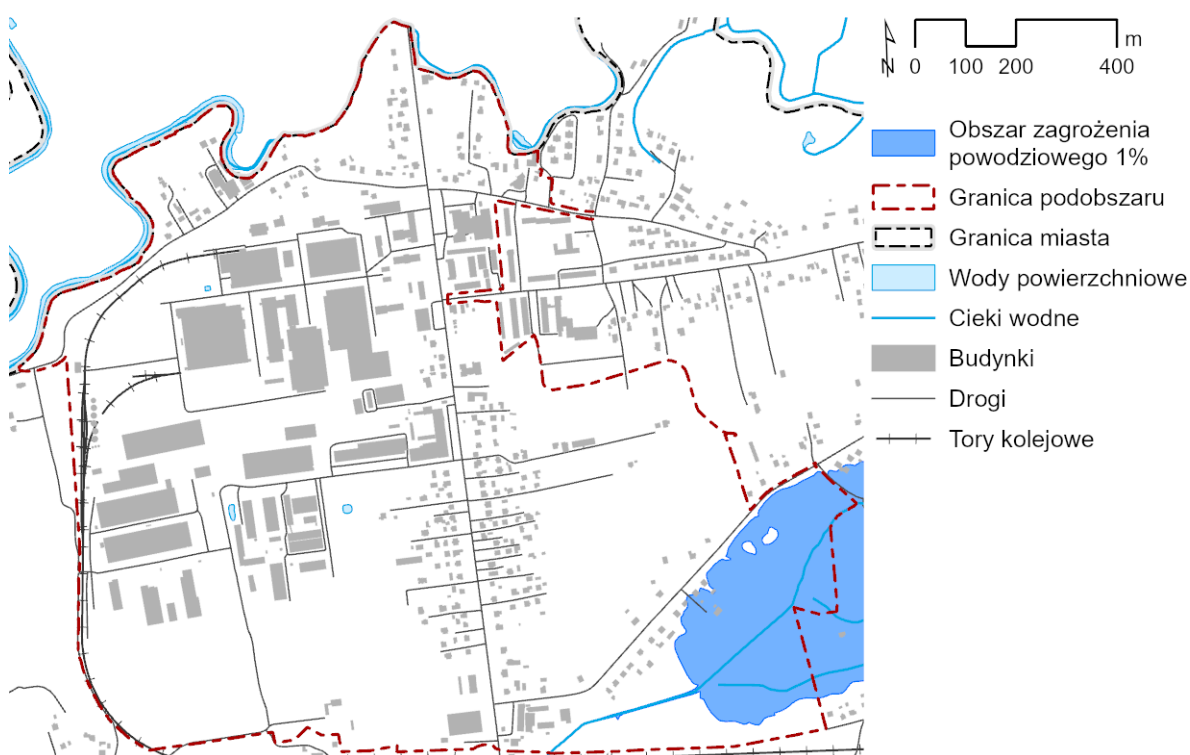 N
m
0 100 200 400
Obszar zagrożenia
powodziowego 1%
Granica podobszaru
Granica miasta
Wody powierzchniowe
Cieki wodne
Budynki
Drogi
Tory kolejowe